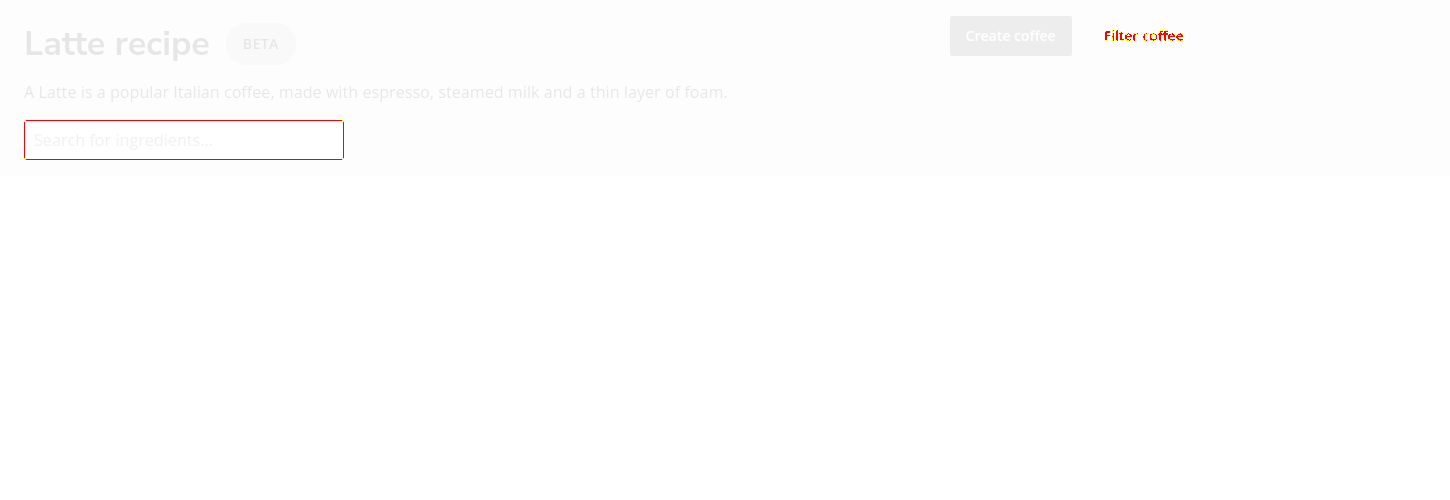 Latte recipe BETA
Create coffee Filter coffee
A Latte is a popular Italian coffee, made with espresso, steamed milk and a thin layer of foam.
Search for ingredients...